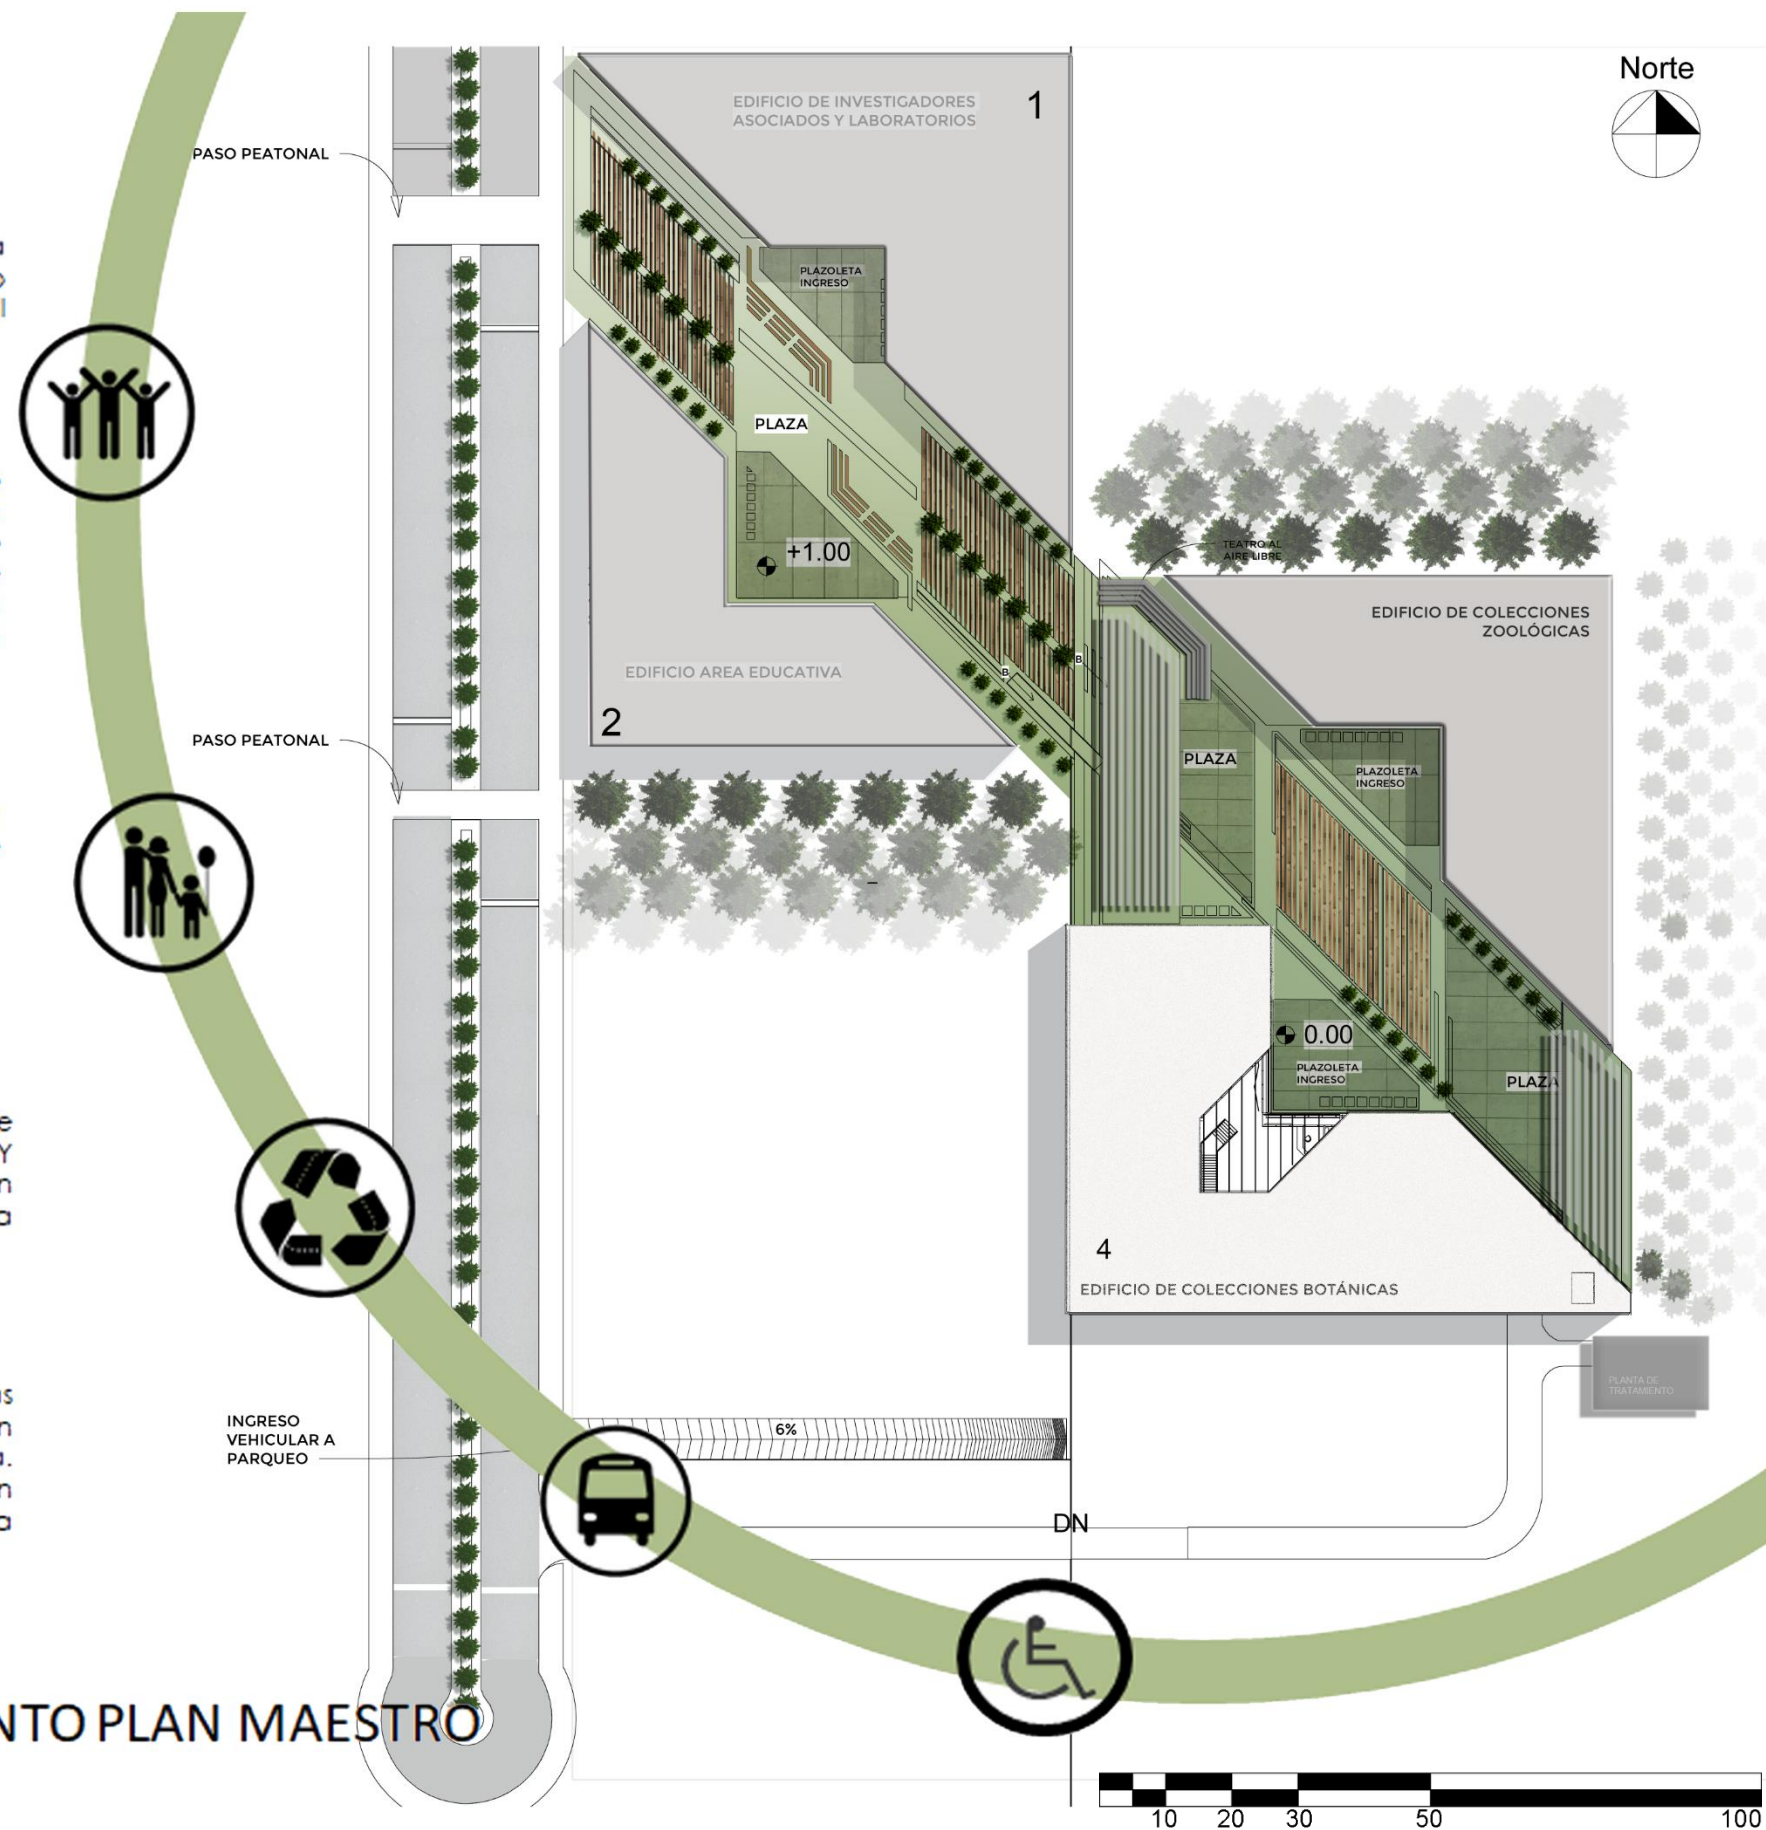 Norte
EDIFICIO DE INVESTIGADORES
ASOCIADOS Y LABORATORIOS
1
PASO PEATONAL
PLAZOLETA
INGRESO
PLAZA
+1.00
TEATRO AL
AIRE LIBRE
EDIFICIO DE COLECCIONES
ZOOLÓGICAS
EDIFICIO AREA EDUCATIVA
2
B
B
PASO PEATONAL
PLAZA
PLAZOLETA
INGRESO
0.00
PLAZOLETA
INGRESO
PLAZA
4
EDIFICIO DE COLECCIONES BOTÁNICAS
PLANTA DE
TRATAMIENTO
INGRESO
VEHICULAR A
PARQUEO
6%
DN
NTO PLAN MAESTRO
10 20 30 50 100